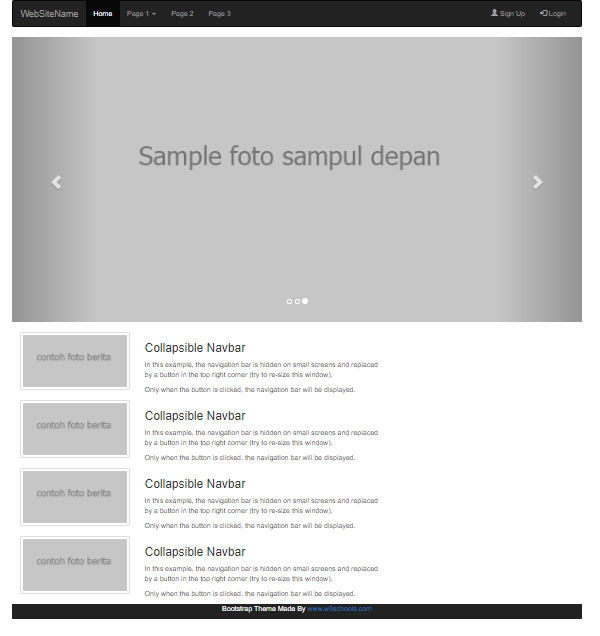 WebSiteName Home Page 1 Page 2 Page 3 Sign Up Login
Sample foto sampul depan
contoh foto berita
Collapsible Navbar
In this example, the navigation bar is hidden on small screens and replaced
by a button in the top right corner (try to re-size this window).
Only when the button is clicked, the navigation bar will be displayed.
contoh foto berita
Collapsible Navbar
In this example, the navigation bar is hidden on small screens and replaced
by a button in the top right corner (try to re-size this window).
Only when the button is clicked, the navigation bar will be displayed.
contoh foto berita
Collapsible Navbar
In this example, the navigation bar is hidden on small screens and replaced
by a button in the top right corner (try to re-size this window).
Only when the button is clicked, the navigation bar will be displayed.
contoh foto berita
Collapsible Navbar
In this example, the navigation bar is hidden on small screens and replaced
by a button in the top right corner (try to re-size this window).
Only when the button is clicked, the navigation bar will be displayed.
Bootstrap Theme Made By www.w3schools.com